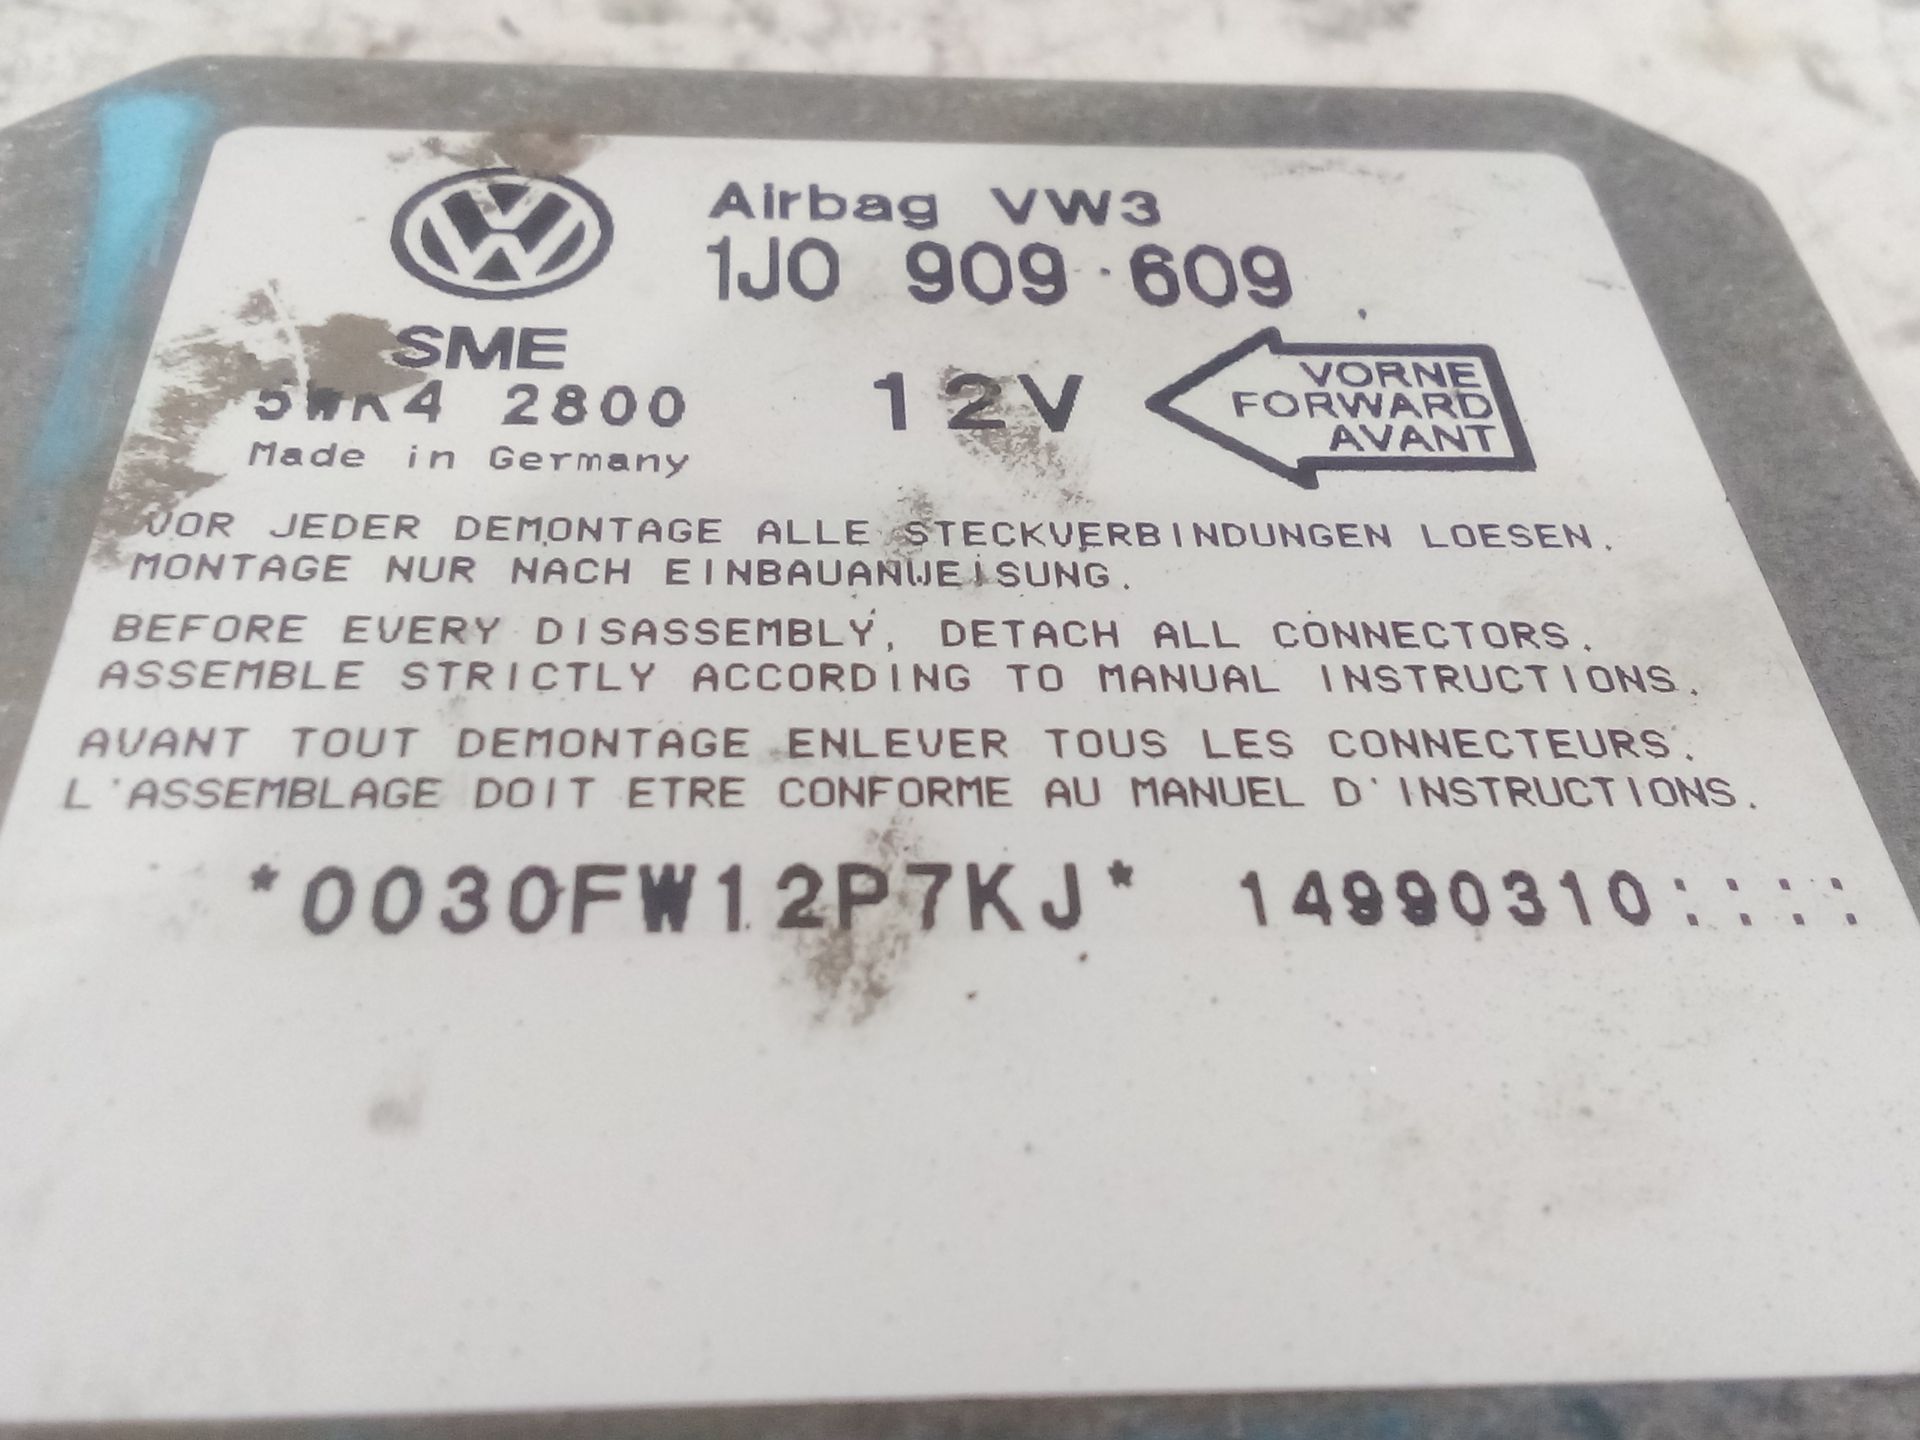 Airbag VW3
1J0 909 609
SME
5WK4 2800
12V
VORNE
FORWARD
AVANT
Made in Germany
VOR JEDER DEMONTAGE ALLE STECKVERBINDUNGEN LOESEN.
MONTAGE NUR NACH EINBAUANWEISUNG.
BEFORE EVERY DISASSEMBLY, DETACH ALL CONNECTORS.
ASSEMBLE STRICTLY ACCORDING TO MANUAL INSTRUCTIONS.
AVANT TOUT DEMONTAGE ENLEVER TOUS LES CONNECTEURS.
L'ASSEMBLAGE DOIT ETRE CONFORME AU MANUEL D'INSTRUCTIONS.
*0030FW12P7KJ* 14990310::::